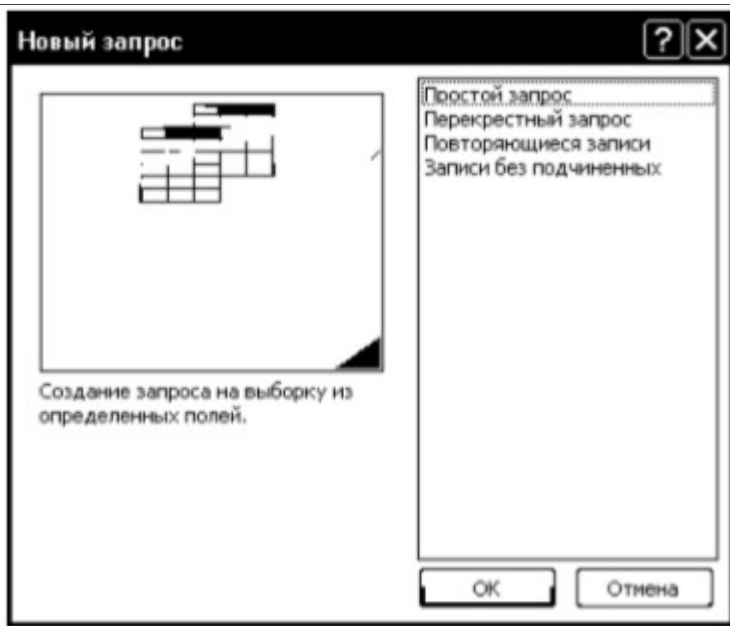 Новый запрос
Простой запрос
Перекрестный запрос
Повторяющиеся записи
Записи без подчиненных
Создание запроса на выборку из
определенных полей.
OK
Отмена